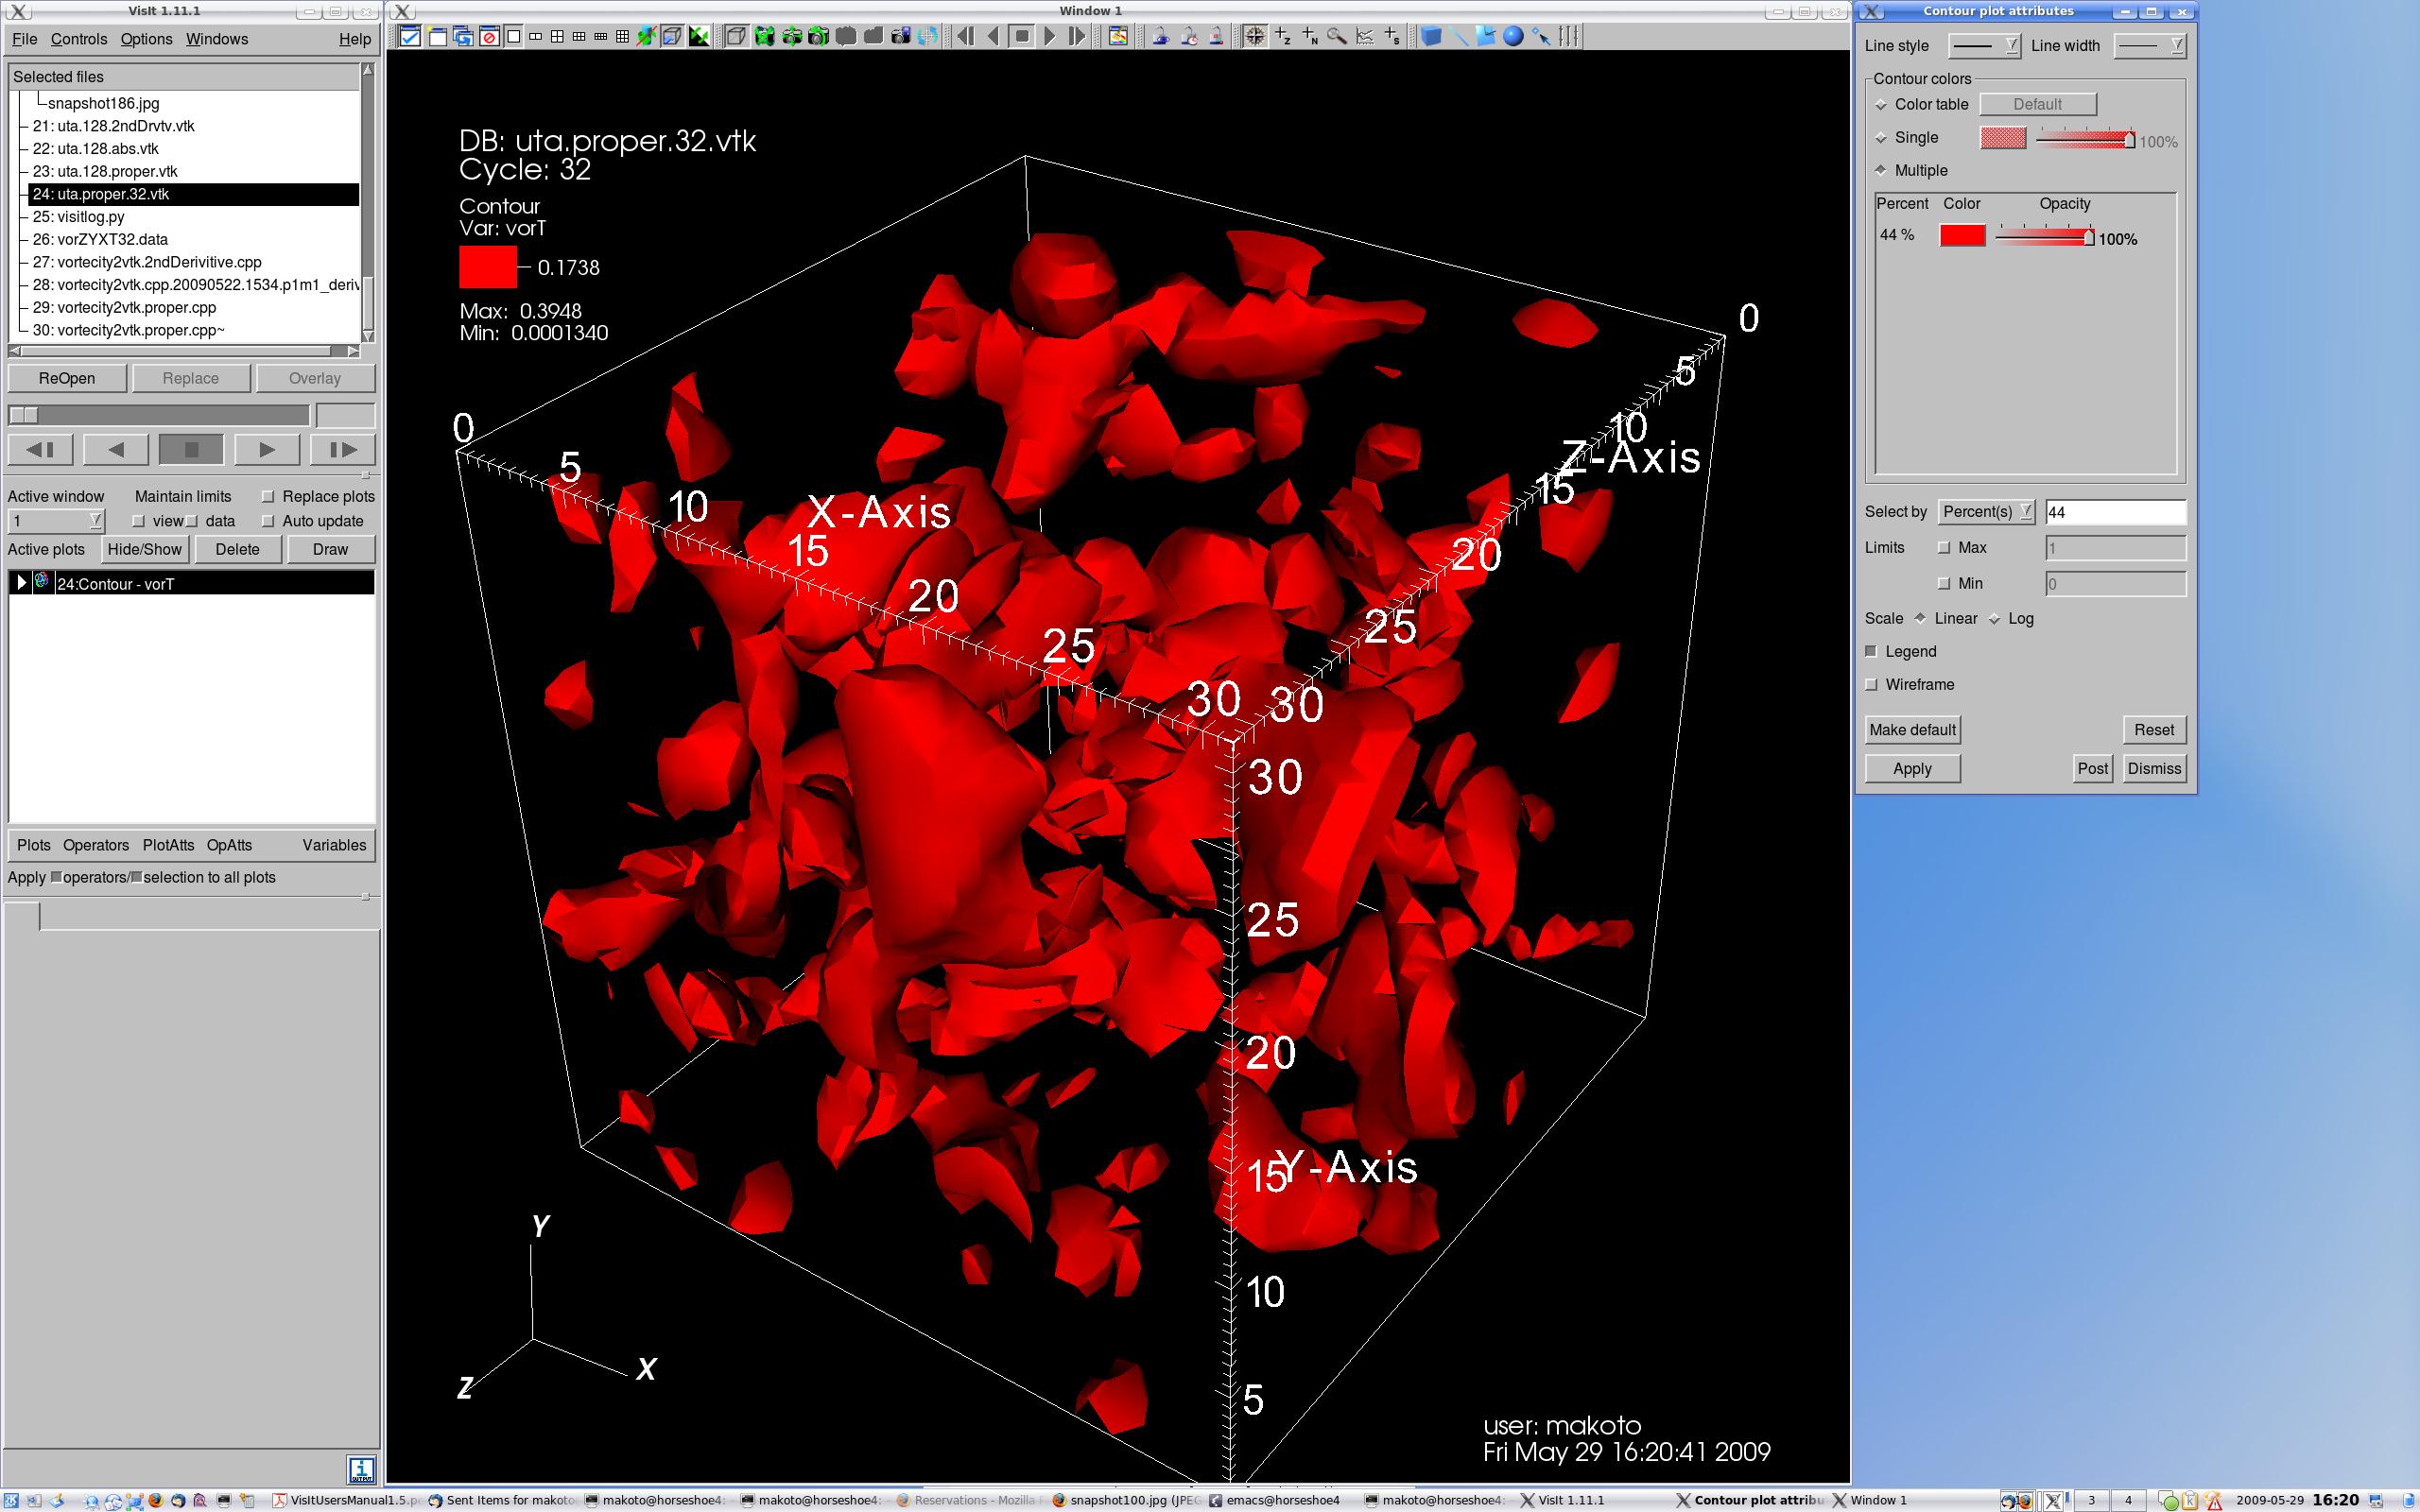 VisIt 1.11.1
File Controls Options Windows Help
Selected files
snapshot186.jpg
21: uta.128.2ndDrvtv.vtk
22: uta.128.abs.vtk
23: uta.128.proper.vtk
24: uta.proper.32.vtk
25: visitlog.py
26: vorZYXT32.data
27: vortecity2vtk.2ndDerivitive.cpp
28: vortecity2vtk.cpp.20090522.1534.p1m1_deriv
29: vortecity2vtk.proper.cpp
30: vortecity2vtk.proper.cpp~
ReOpen Replace Overlay
Active window Maintain limits Replace plots
1 view data Auto update
Active plots Hide/Show Delete Draw
24:Contour - vorT
Plots Operators PlotAtts OpAtts Variables
Apply operators/ selection to all plots
Window 1
DB: uta.proper.32.vtk
Cycle: 32
Contour
Var: vorT
0.1738
Max: 0.3948
Min: 0.0001340
0
5
10
X-Axis
15
20
25
30
0
5
10
Z-Axis
15
20
25
30
30
25
20
15
Y-Axis
10
5
Y
X
Z
user: makoto
Fri May 29 16:20:41 2009
Contour plot attributes
Line style Line width
Contour colors
Color table Default
Single 100%
Multiple
Percent Color Opacity
44 % 100%
Select by Percent(s) 44
Limits Max 1
Min 0
Scale Linear Log
Legend
Wireframe
Make default Reset
Apply Post Dismiss
VisItUsersManual1.5.p Sent Items for makoto makoto@horseshoe4: makoto@horseshoe4: Reservations - Mozilla snapshot100.jpg (JPEG emacs@horseshoe4 makoto@horseshoe4: VisIt 1.11.1 Contour plot attribu Window 1 3 4 2009-05-29 16:20